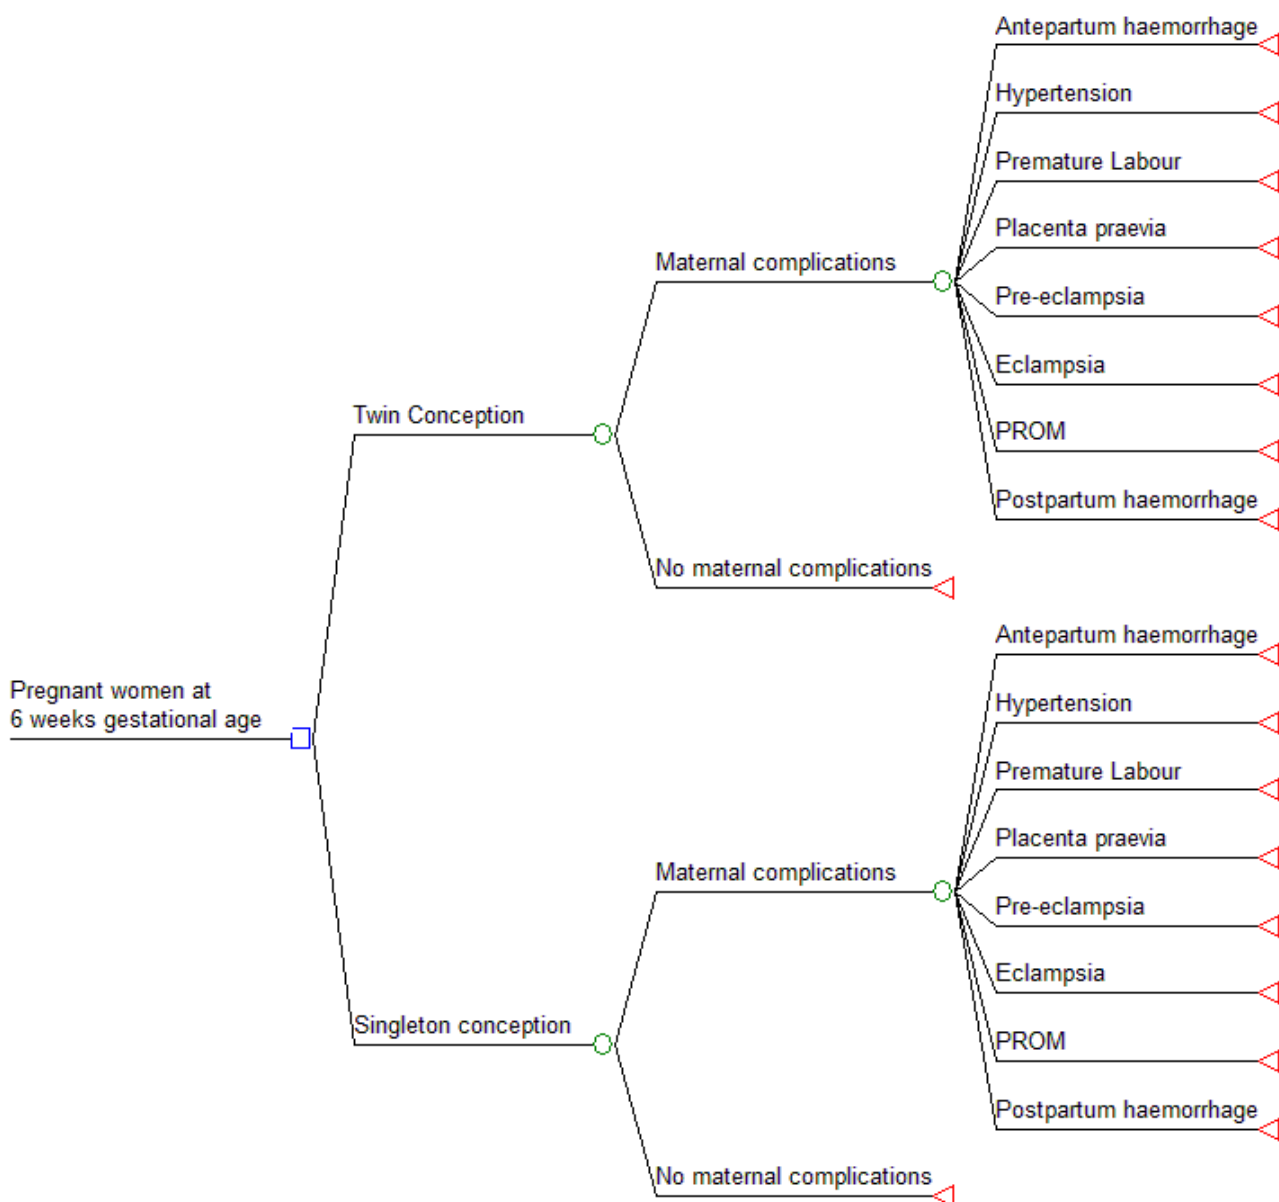 Antepartum haemorrhage
Hypertension
Premature Labour
Placenta praevia
Maternal complications
Pre-eclampsia
Eclampsia
Twin Conception
PROM
Postpartum haemorrhage
No maternal complications
Antepartum haemorrhage
Pregnant women at
6 weeks gestational age
Hypertension
Premature Labour
Placenta praevia
Maternal complications
Pre-eclampsia
Eclampsia
Singleton conception
PROM
Postpartum haemorrhage
No maternal complications